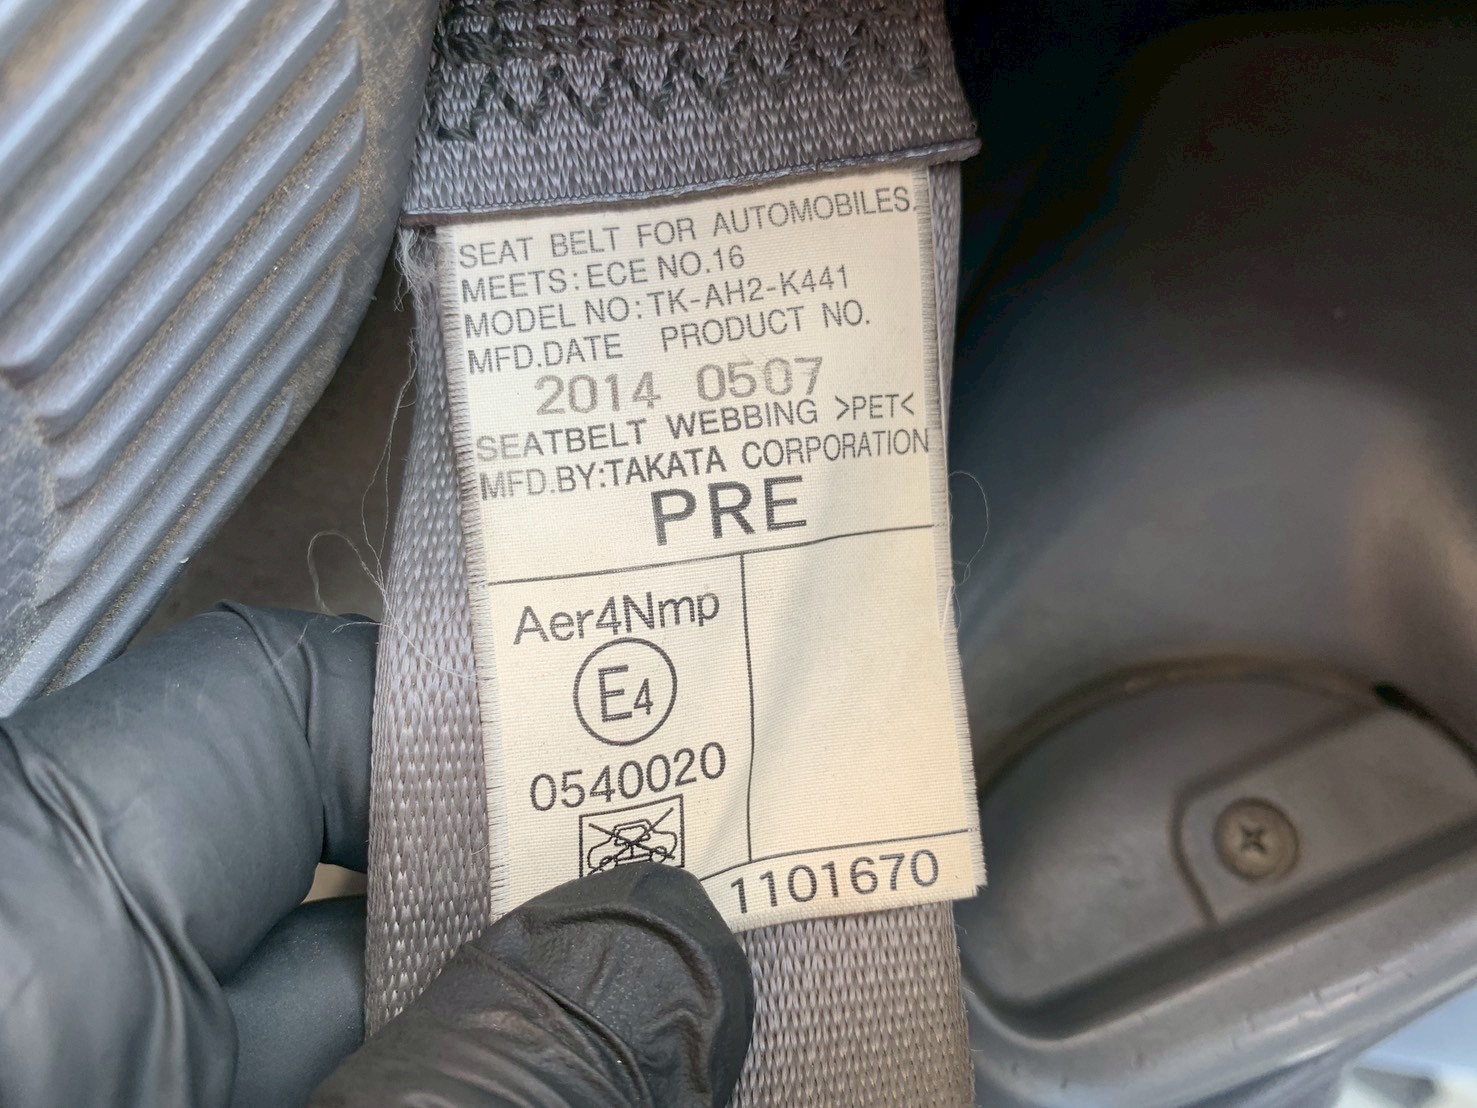 SEAT BELT FOR AUTOMOBILES.
MEETS:ECE NO.16
MODEL NO:TK-AH2-K441
MFD.DATE PRODUCT NO.
2014 0507
SEATBELT WEBBING >PET<
MFD.BY:TAKATA CORPORATION
PRE
Aer4Nmp
E4
0540020
1101670